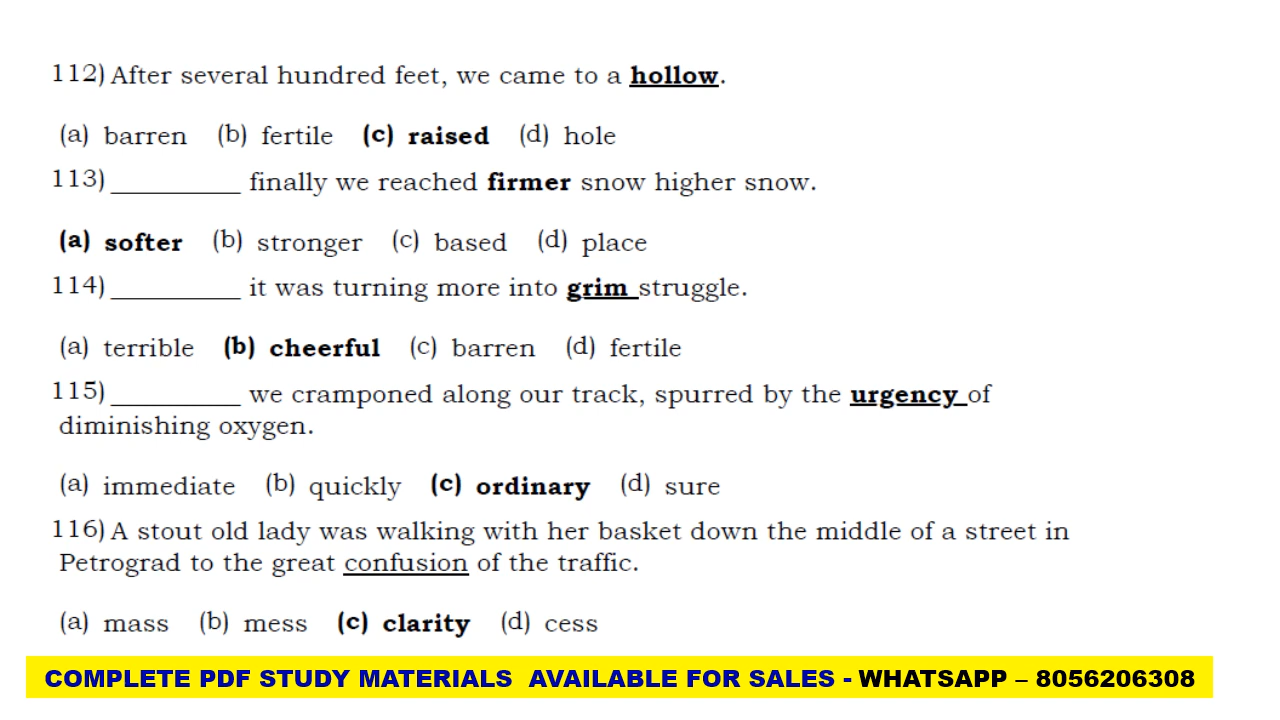 112) After several hundred feet, we came to a hollow.
(a) barren (b) fertile (c) raised (d) hole
113) __________ finally we reached firmer snow higher snow.
(a) softer (b) stronger (c) based (d) place
114) __________ it was turning more into grim struggle.
(a) terrible (b) cheerful (c) barren (d) fertile
115) __________ we cramponed along our track, spurred by the urgency of
diminishing oxygen.
(a) immediate (b) quickly (c) ordinary (d) sure
116) A stout old lady was walking with her basket down the middle of a street in
Petrograd to the great confusion of the traffic.
(a) mass (b) mess (c) clarity (d) cess
COMPLETE PDF STUDY MATERIALS AVAILABLE FOR SALES - WHATSAPP – 8056206308